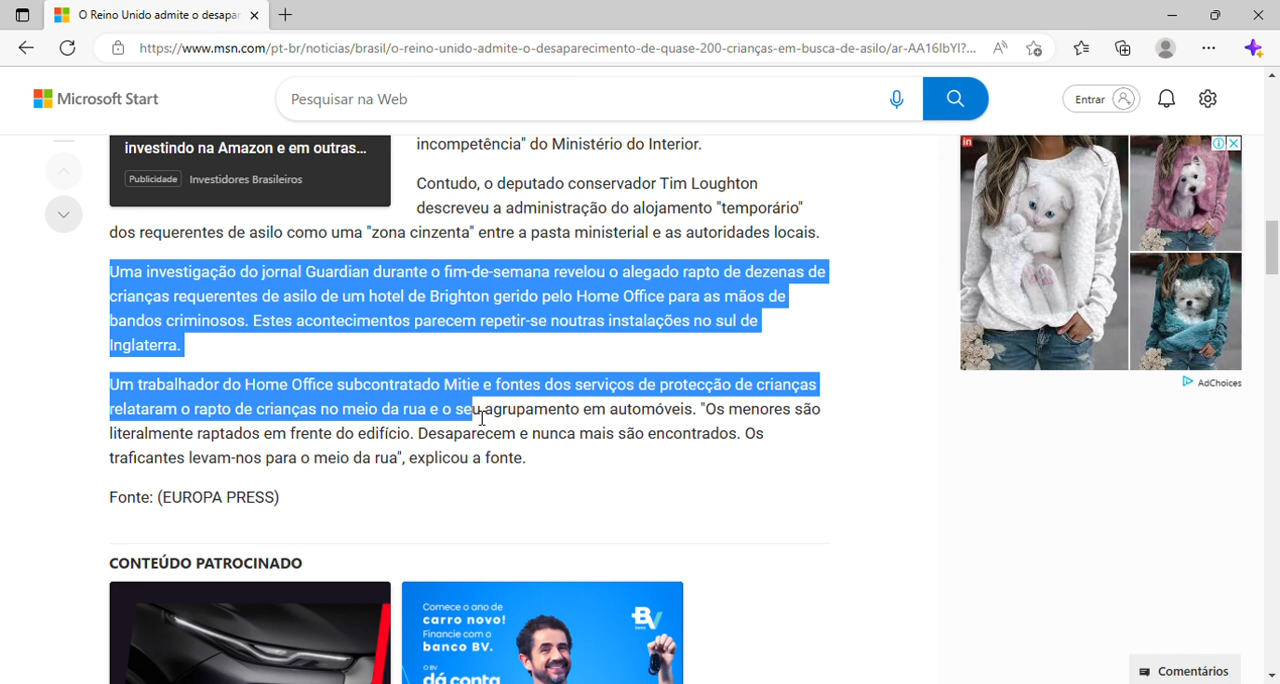 O Reino Unido admite o desapar
https://www.msn.com/pt-br/noticias/brasil/o-reino-unido-admite-o-desaparecimento-de-quase-200-crianças-em-busca-de-asilo/ar-AA16IbYl?...
Microsoft Start
Pesquisar na Web
Entrar
investindo na Amazon e em outras...
Publicidade Investidores Brasileiros
incompetência" do Ministério do Interior.
Contudo, o deputado conservador Tim Loughton
descreveu a administração do alojamento "temporário"
dos requerentes de asilo como uma "zona cinzenta" entre a pasta ministerial e as autoridades locais.
Uma investigação do jornal Guardian durante o fim-de-semana revelou o alegado rapto de dezenas de
crianças requerentes de asilo de um hotel de Brighton gerido pelo Home Office para as mãos de
bandos criminosos. Estes acontecimentos parecem repetir-se noutras instalações no sul de
Inglaterra.
Um trabalhador do Home Office subcontratado Mitie e fontes dos serviços de protecção de crianças
relataram o rapto de crianças no meio da rua e o seu agrupamento em automóveis. "Os menores são
literalmente raptados em frente do edifício. Desaparecem e nunca mais são encontrados. Os
traficantes levam-nos para o meio da rua", explicou a fonte.
Fonte: (EUROPA PRESS)
in
AdChoices
CONTEÚDO PATROCINADO
Comece o ano de
carro novo!
Financie com o
banco BV.
O BV
dá conta
BV
banco
Comentários